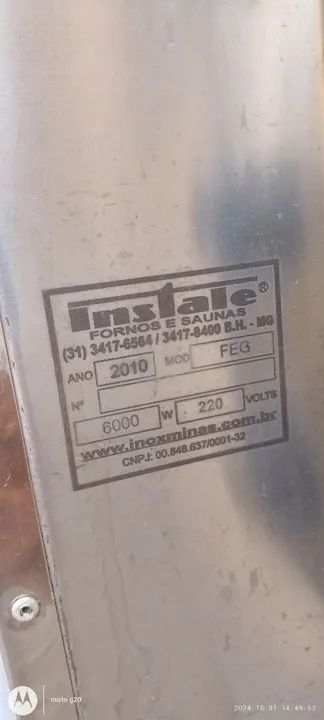 Instale®
FORNOS E SAUNAS
(31) 3417-6564 / 3417-9400 B.H. - MG
ANO 2010 MOD FEG
Nº
6000 W 220 VOLTS
www.inoxminas.com.br
CNPJ: 00.848.637/0001-32
moto g20
2024-10-01 14:49:52